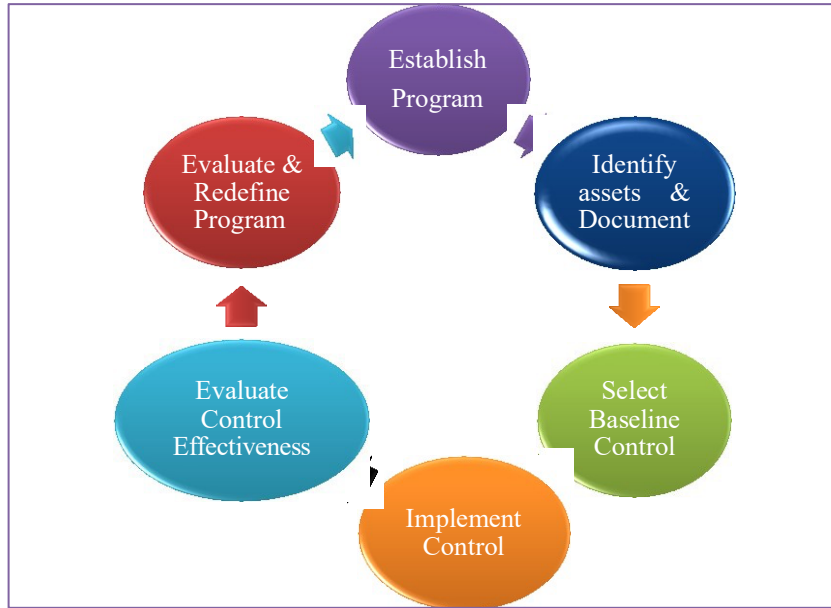 Establish
Program
Identify
assets & Document
Select
Baseline
Control
Implement
Control
Evaluate
Control
Effectiveness
Evaluate &
Redefine
Program